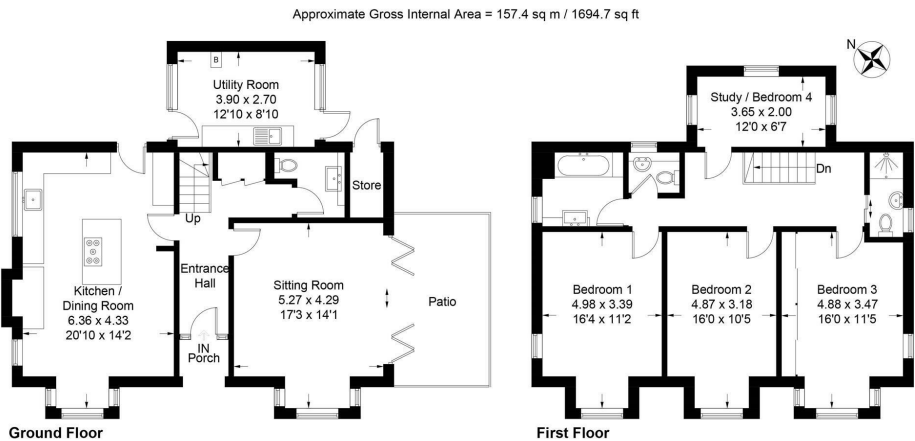 Approximate Gross Internal Area = 157.4 sq m / 1694.7 sq ft
B
Utility Room
3.90 x 2.70
12'10 x 8'10
Store
Up
Entrance
Hall
Kitchen /
Dining Room
6.36 x 4.33
20'10 x 14'2
Sitting Room
5.27 x 4.29
17'3 x 14'1
Patio
IN
Porch
Ground Floor
N
Study / Bedroom 4
3.65 x 2.00
12'0 x 6'7
Dn
Bedroom 1
4.98 x 3.39
16'4 x 11'2
Bedroom 2
4.87 x 3.18
16'0 x 10'5
Bedroom 3
4.88 x 3.47
16'0 x 11'5
First Floor